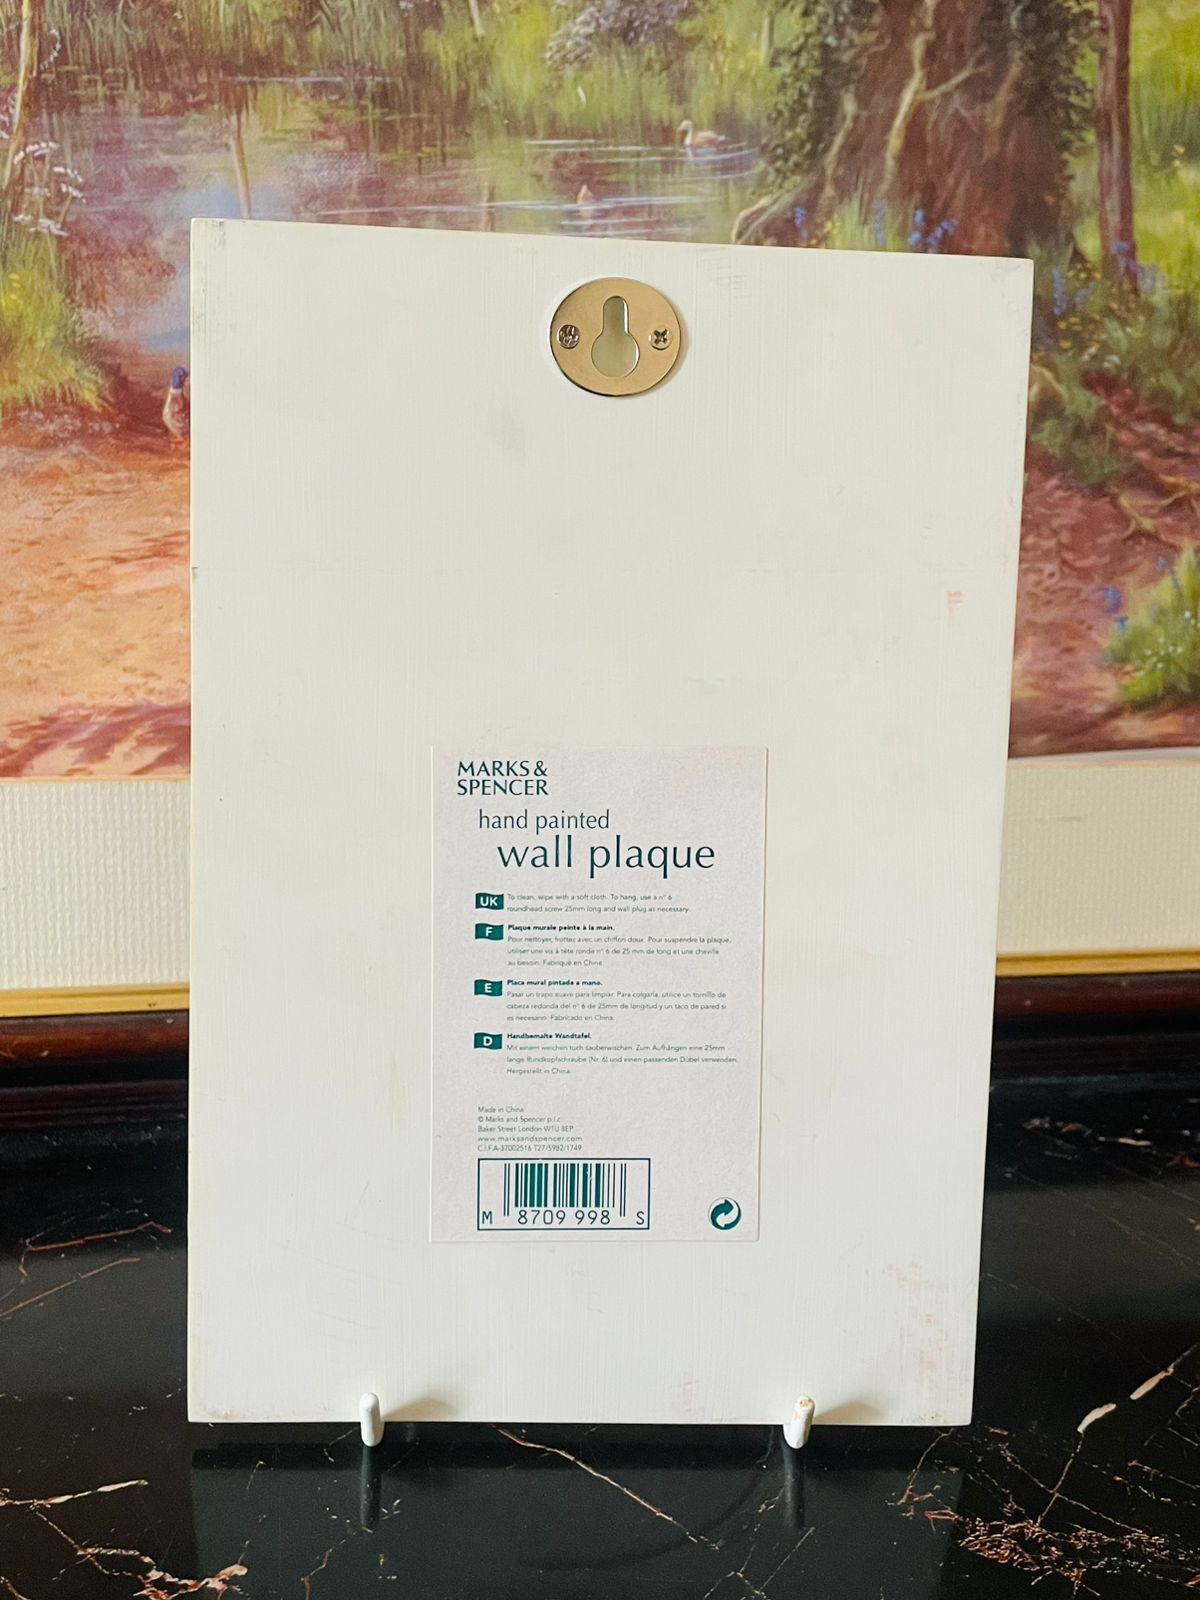 MARKS &
SPENCER
hand painted
wall plaque
UK
To clean, wipe with a soft cloth. To hang, use a n° 6
roundhead screw 25mm long and wall plug as necessary.
F
Plaque murale peinte à la main.
Pour nettoyer, frottez avec un chiffon doux. Pour suspendre la plaque,
utiliser une vis à tête ronde n° 6 de 25 mm de long et une cheville
au besoin. Fabriqué en Chine
E
Placa mural pintada a mano.
Pasar un trapo suave para limpiar. Para colgarla, utilice un tornillo de
cabeza redonda del n° 6 de 25mm de longitud y un taco de pared si
es necesario. Fabricado en China.
D
Handbemalte Wandtafel.
Mit einem weichen tuch sauberwischen. Zum Aufhängen eine 25mm
lange Rundkopfschraube (Nr. 6) und einen passenden Dübel verwenden.
Hergestellt in China.
Made in China
© Marks and Spencer p.l.c.
Baker Street London W1U 8EP
www.marksandspencer.com
C.I.F.A-37002516 T27/5982/1749
M 8709 998 S